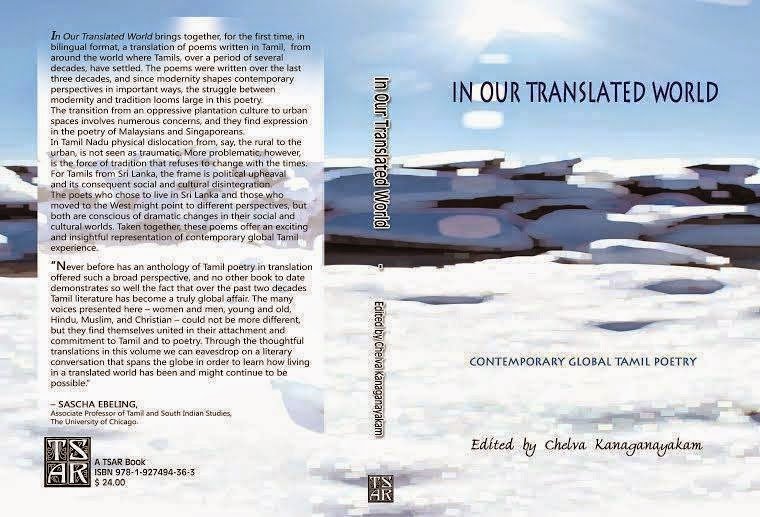 In Our Translated World brings together, for the first time, in
bilingual format, a translation of poems written in Tamil, from
around the world where Tamils, over a period of several
decades, have settled. The poems were written over the last
three decades, and since modernity shapes contemporary
perspectives in important ways, the struggle between
modernity and tradition looms large in this poetry.
The transition from an oppressive plantation culture to urban
spaces involves numerous concerns, and they find expression
in the poetry of Malaysians and Singaporeans.
In Tamil Nadu physical dislocation from, say, the rural to the
urban, is not seen as traumatic. More problematic, however,
is the force of tradition that refuses to change with the times.
For Tamils from Sri Lanka, the frame is political upheaval
and its consequent social and cultural disintegration.
The poets who chose to live in Sri Lanka and those who
moved to the West might point to different perspectives, but
both are conscious of dramatic changes in their social and
cultural worlds. Taken together, these poems offer an exciting
and insightful representation of contemporary global Tamil
experience.
"Never before has an anthology of Tamil poetry in translation
offered such a broad perspective, and no other book to date
demonstrates so well the fact that over the past two decades
Tamil literature has become a truly global affair. The many
voices presented here – women and men, young and old,
Hindu, Muslim, and Christian – could not be more different,
but they find themselves united in their attachment and
commitment to Tamil and to poetry. Through the thoughtful
translations in this volume we can eavesdrop on a literary
conversation that spans the globe in order to learn how living
in a translated world has been and might continue to be
possible."
– SASCHA EBELING,
Associate Professor of Tamil and South Indian Studies,
The University of Chicago.
TS
AR
A TSAR Book
ISBN 978-1-927494-36-3
$ 24.00
In Our Translated World
-
Edited by Chelva Kanaganayakam
TS
AR
IN OUR TRANSLATED WORLD
CONTEMPORARY GLOBAL TAMIL POETRY
Edited by Chelva Kanaganayakam